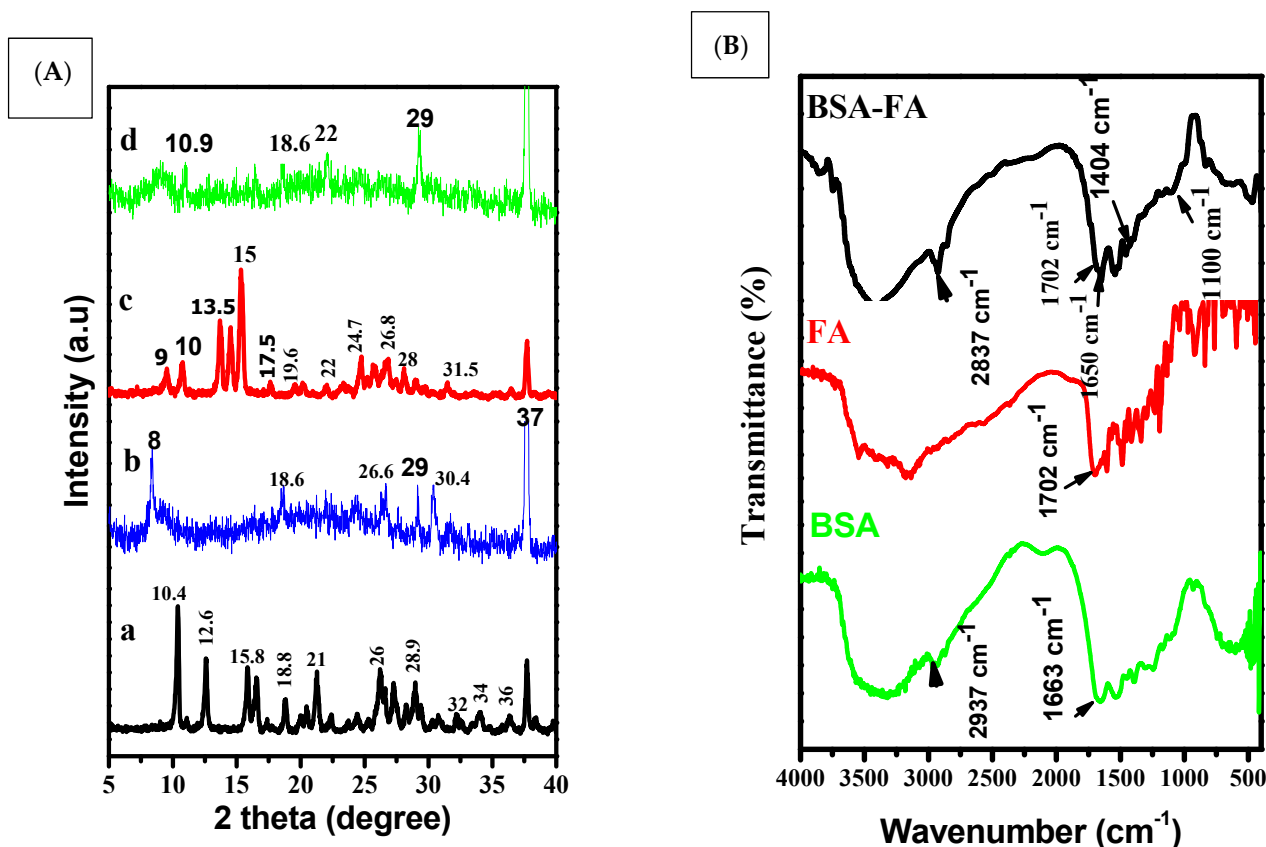 (A)
Intensity (a.u)
d
10.9
18.6
22
29
c
9
10
13.5
15
17.5
19.6
22
24.7
26.8
28
31.5
b
8
18.6
26.6
29
30.4
37
a
10.4
12.6
15.8
18.8
21
26
28.9
32
34
36
5 10 15 20 25 30 35 40
2 theta (degree)
(B)
Transmittance (%)
BSA-FA
2837 cm⁻¹
1702 cm⁻¹
1650 cm⁻¹
1404 cm⁻¹
1100 cm⁻¹
FA
1702 cm⁻¹
BSA
2937 cm⁻¹
1663 cm⁻¹
4000 3500 3000 2500 2000 1500 1000 500
Wavenumber (cm⁻¹)